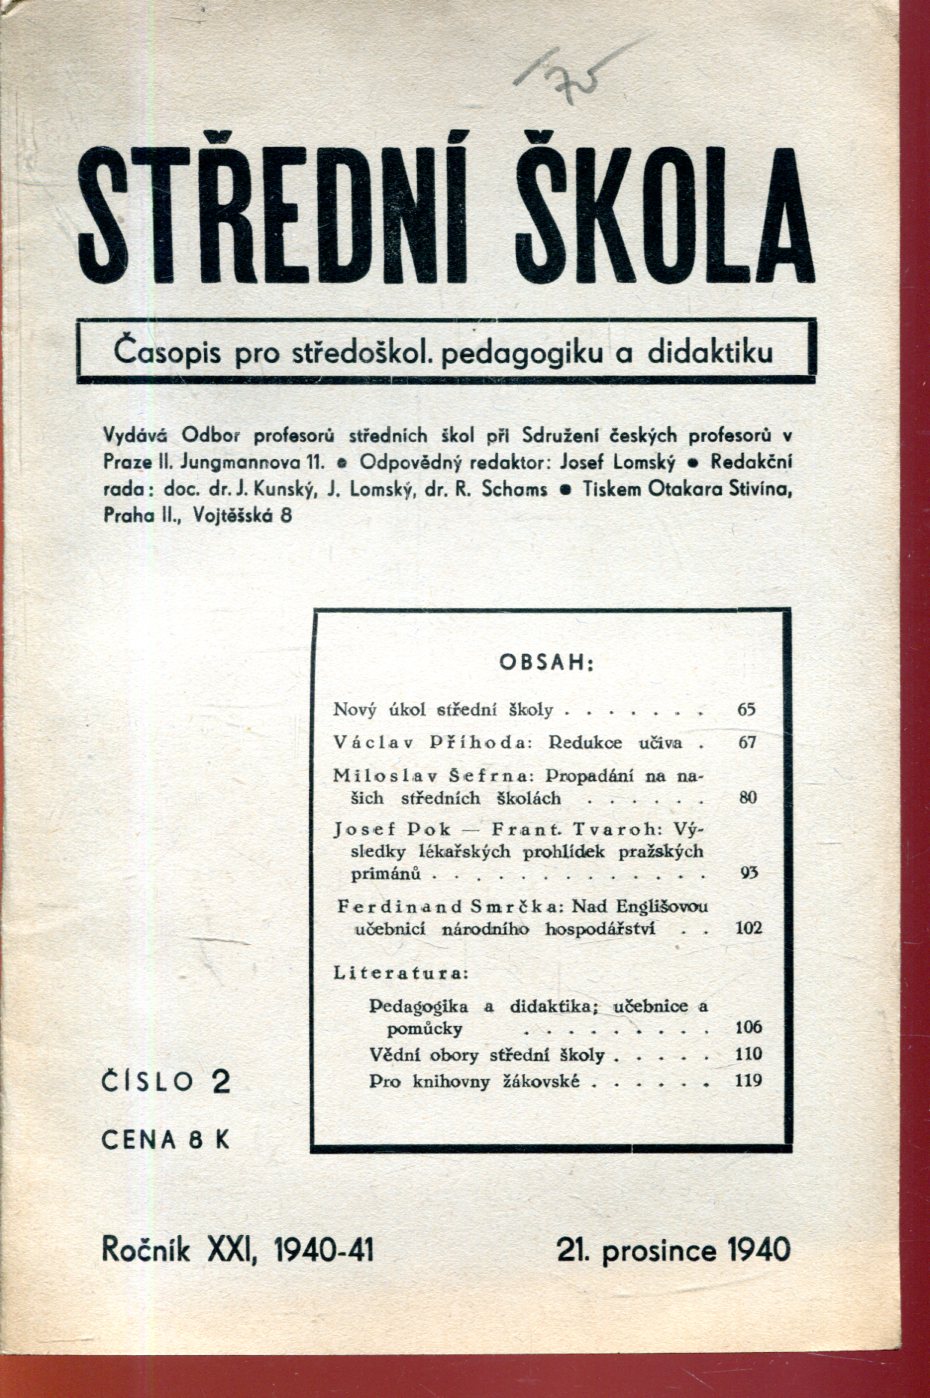 75
STŘEDNÍ ŠKOLA
Časopis pro středoškol. pedagogiku a didaktiku
Vydává Odbor profesorů středních škol při Sdružení českých profesorů v
Praze II. Jungmannova 11. ● Odpovědný redaktor: Josef Lomský ● Redakční
rada: doc. dr. J. Kunský, J. Lomský, dr. R. Schams ● Tiskem Otakara Stivína,
Praha II., Vojtěšská 8
OBSAH:
Nový úkol střední školy . . . . . . . 65
Václav Příhoda: Redukce učiva . 67
Miloslav Šefrna: Propadání na na-
šich středních školách . . . . . . 80
Josef Pok — Frant. Tvaroh: Vý-
sledky lékařských prohlídek pražských
primánů . . . . . . . . . . . . . 93
Ferdinand Smrčka: Nad Englišovou
učebnicí národního hospodářství . . 102
Literatura:
Pedagogika a didaktika; učebnice a
pomůcky . . . . . . . . . 106
Vědní obory střední školy . . . . . 110
Pro knihovny žákovské . . . . . . 119
ČÍSLO 2
CENA 8 K
Ročník XXI, 1940-41
21. prosince 1940